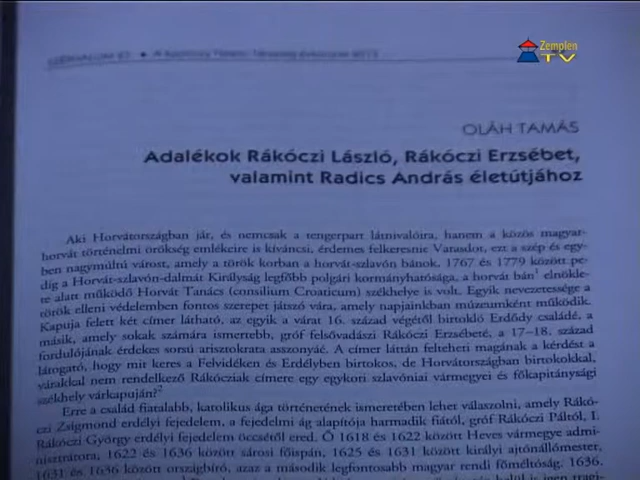 Zemplén
TV
OLÁH TAMÁS
Adalékok Rákóczi László, Rákóczi Erzsébet,
valamint Radics András életútjához
Aki Horvátországban jár, és nemcsak a tengerpart látnivalóira, hanem a közös magyar-
horvát történelmi örökség emlékeire is kíváncsi, érdemes felkeresnie Varasdot, ezt a szép és egy-
ben nagymúltú várost, amely a török korban a horvát-szlavón bánok, 1767 és 1779 között pe-
dig a Horvát-szlavón-dalmát Királyság legfőbb polgári kormányhatósága, a horvát bán¹ elnökle-
te alatt működő Horvát Tanács (consilium Croaticum) székhelye is volt. Egyik nevezetessége a
török elleni védelemben fontos szerepet játszó vára, amely napjainkban múzeumként működik.
Kapuja felett két címer látható, az egyik a várat 16. század végétől birtokló Erdődy családé, a
másik, amely sokak számára ismertebb, gróf felsővadászi Rákóczi Erzsébeté, a 17–18. század
fordulójának érdekes sorsú arisztokrata asszonyáé. A címer láttán felteheti magának a kérdést a
látogató, hogy mit keres a Felvidéken és Erdélyben birtokos, de Horvátországban birtokokkal,
várakkal nem rendelkező Rákócziak címere egy egykori szlavóniai vármegyei és főkapitánysági
székhely várkapuján?²
Erre a család fiatalabb, katolikus ága történetének ismeretében lehet válaszolni, amely Rákó-
czi Zsigmond erdélyi fejedelem, a fejedelmi ág alapítója harmadik fiától, gróf Rákóczi Páltól, I.
Rákóczi György erdélyi fejedelem öccsétől ered. Ő 1618 és 1622 között Heves vármegye admi-
nisztrátora, 1622 és 1636 között sárosi főispán, 1625 és 1631 között királyi ajtónállómester,
1631 és 1636 között országbíró, azaz a második legfontosabb magyar rendi főméltóság. 1636.